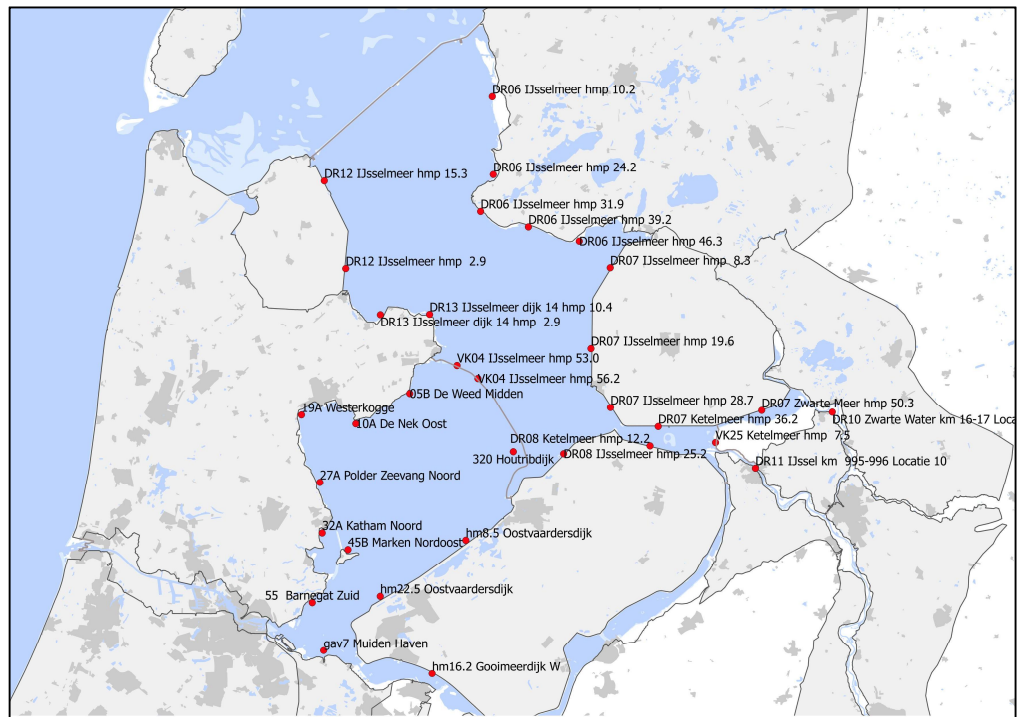 DR06 IJsselmeer hmp 10.2
DR06 IJsselmeer hmp 24.2
DR12 IJsselmeer hmp 15.3
DR06 IJsselmeer hmp 31.9
DR06 IJsselmeer hmp 39.2
DR06 IJsselmeer hmp 46.3
DR07 IJsselmeer hmp  8.3
DR12 IJsselmeer hmp  2.9
DR13 IJsselmeer dijk 14 hmp 10.4
DR13 IJsselmeer dijk 14 hmp  2.9
DR07 IJsselmeer hmp 19.6
VK04 IJsselmeer hmp 53.0
VK04 IJsselmeer hmp 56.2
05B De Weed Midden
19A Westerkogge
10A De Nek Oost
DR07 IJsselmeer hmp 28.7
DR07 Zwarte Meer hmp 50.3
DR07 Ketelmeer hmp 36.2
DR10 Zwarte Water km 16-17 Loca
DR08 Ketelmeer hmp 12.2
VK25 Ketelmeer hmp  7.5
320 Houtribdijk
DR08 IJsselmeer hmp 25.2
DR11 IJssel km  995-996 Locatie 10
27A Polder Zeevang Noord
32A Katham Noord
45B Marken Nordoost
hm8.5 Oostvaardersdijk
55  Barnegat Zuid
hm22.5 Oostvaardersdijk
gav7 Muiden Haven
hm16.2 Gooimeerdijk W